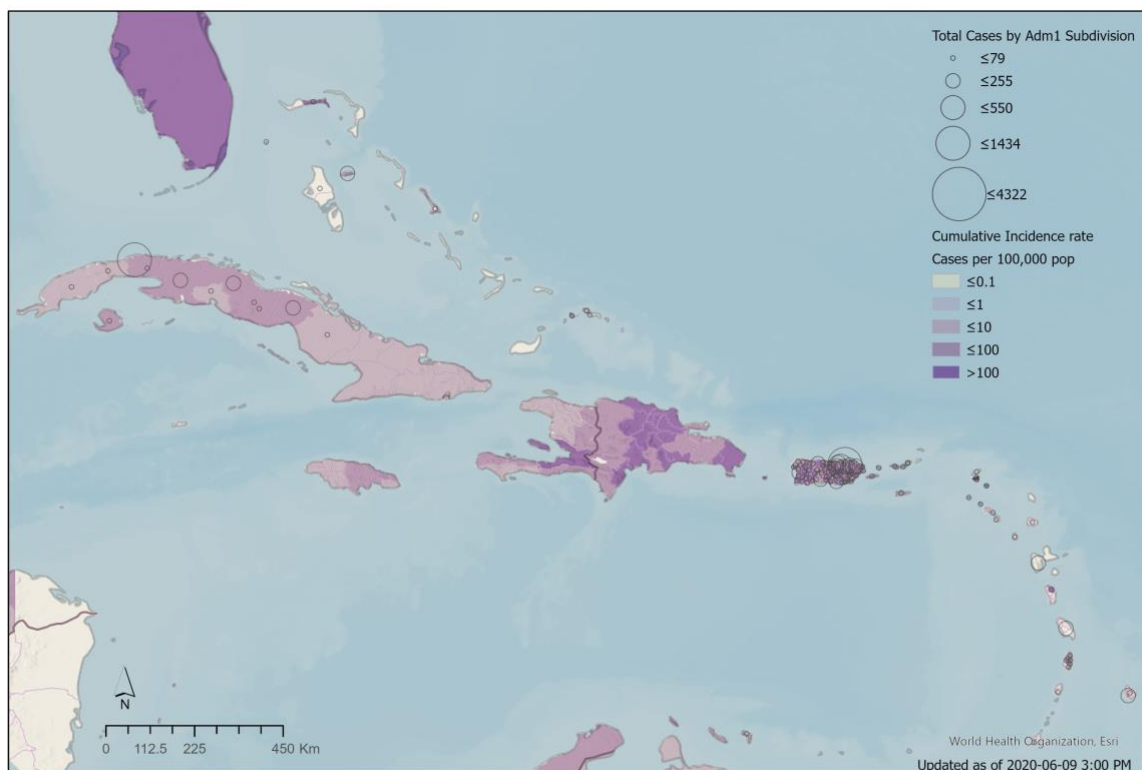 Total Cases by Adm1 Subdivision
≤79
≤255
≤550
≤1434
≤4322
Cumulative Incidence rate
Cases per 100,000 pop
≤0.1
≤1
≤10
≤100
>100
N
0 112.5 225 450 Km
World Health Organization, Esri
Updated as of 2020-06-09 3:00 PM